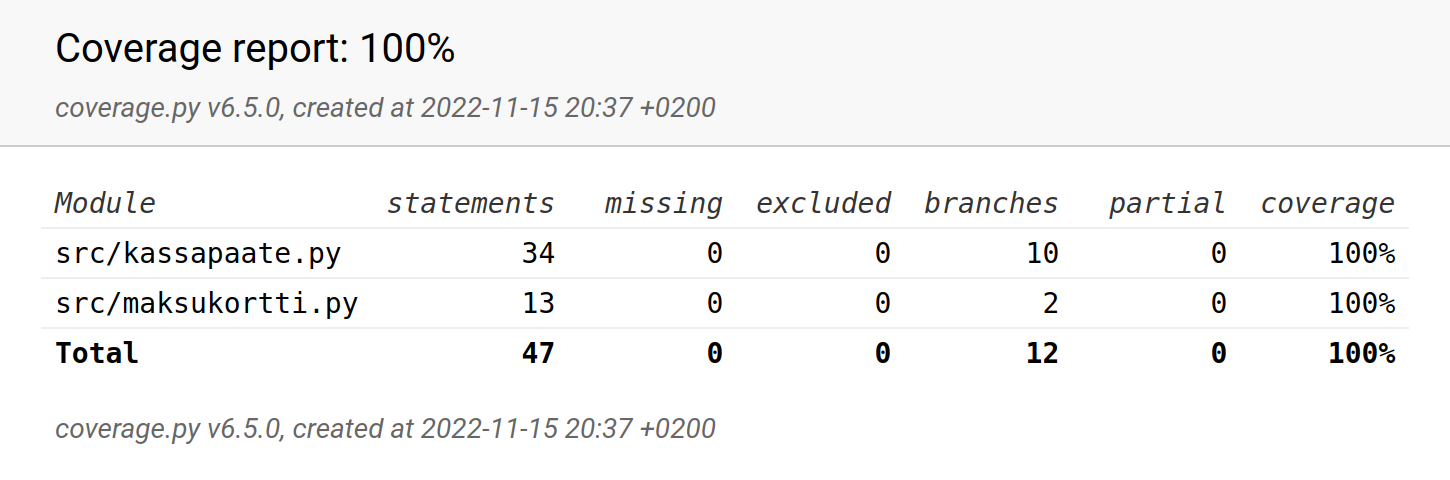 Coverage report: 100%
coverage.py v6.5.0, created at 2022-11-15 20:37 +0200
Module statements missing excluded branches partial coverage
src/kassapaate.py 34 0 0 10 0 100%
src/maksukortti.py 13 0 0 2 0 100%
Total 47 0 0 12 0 100%
coverage.py v6.5.0, created at 2022-11-15 20:37 +0200